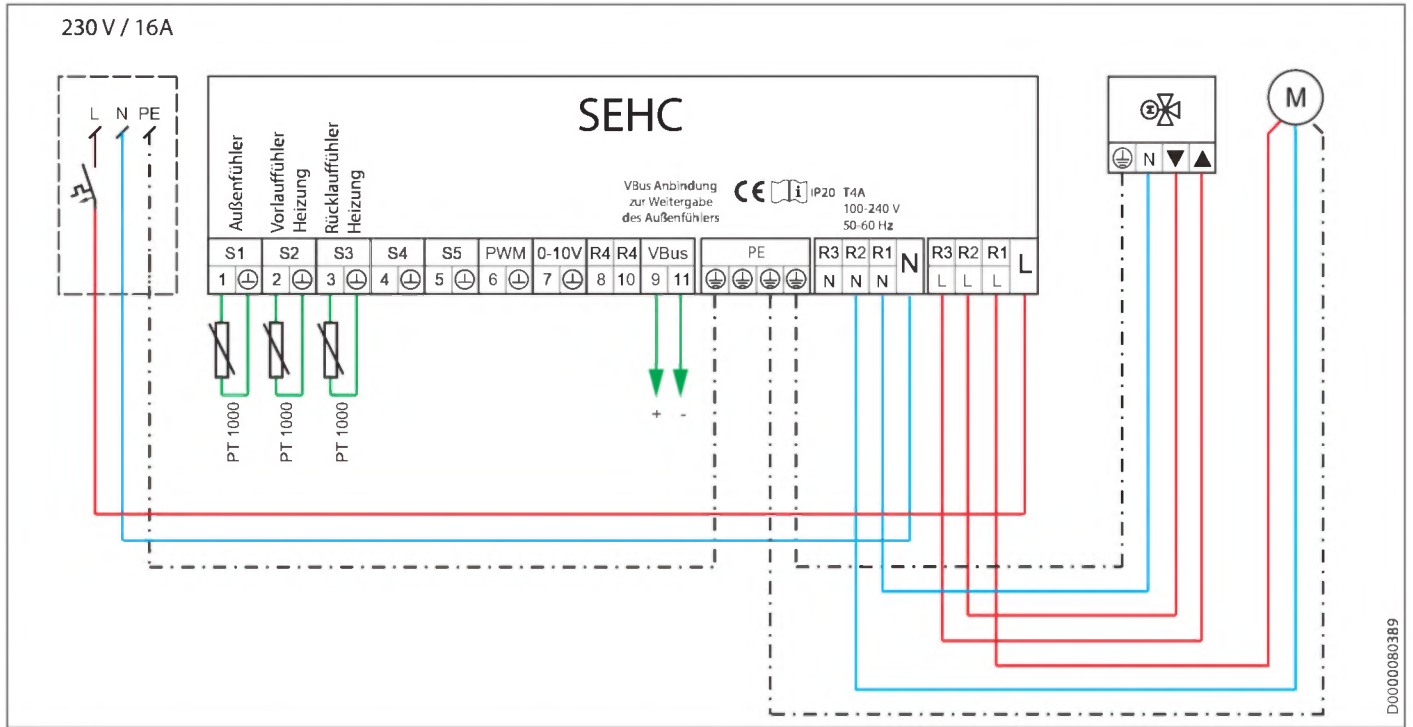 230 V / 16A
L N PE
SEHC
Außenfühler
Vorlauffühler
Heizung
Rücklauffühler
Heizung
VBus Anbindung
zur Weitergabe
des Außenfühlers
CE i IP20 T4A
100-240 V
50-60 Hz
S1 S2 S3 S4 S5 PWM 0-10V R4 R4 VBus PE R3 R2 R1 N R3 R2 R1 L
1 2 3 4 5 6 7 8 10 9 11 N N N L L L
M
N ▼ ▲
M
PT 1000
PT 1000
PT 1000
+ -
D0000080389